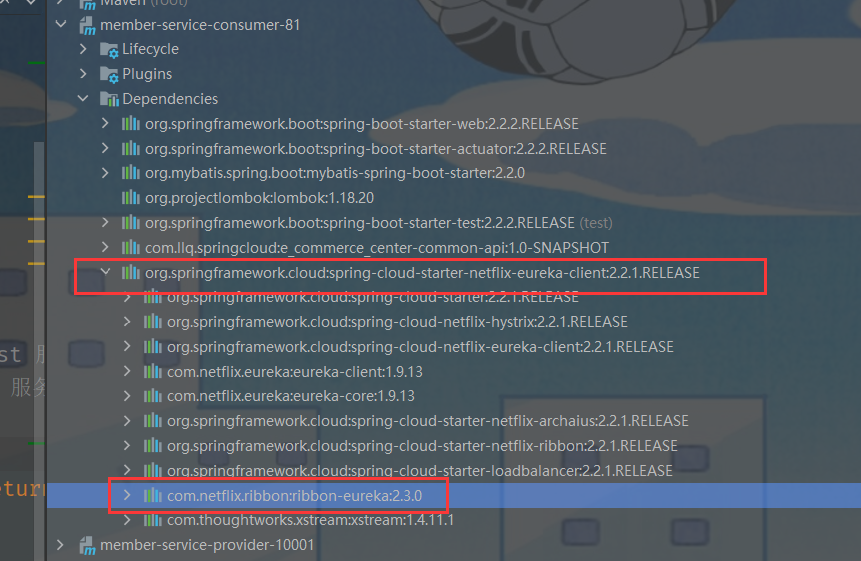 Maven (root)
member-service-consumer-81
Lifecycle
Plugins
Dependencies
org.springframework.boot:spring-boot-starter-web:2.2.2.RELEASE
org.springframework.boot:spring-boot-starter-actuator:2.2.2.RELEASE
org.mybatis.spring.boot:mybatis-spring-boot-starter:2.2.0
org.projectlombok:lombok:1.18.20
org.springframework.boot:spring-boot-starter-test:2.2.2.RELEASE (test)
com.llq.springcloud:e_commerce_center-common-api:1.0-SNAPSHOT
org.springframework.cloud:spring-cloud-starter-netflix-eureka-client:2.2.1.RELEASE
org.springframework.cloud:spring-cloud-starter:2.2.1.RELEASE
org.springframework.cloud:spring-cloud-netflix-hystrix:2.2.1.RELEASE
st org.springframework.cloud:spring-cloud-netflix-eureka-client:2.2.1.RELEASE
com.netflix.eureka:eureka-client:1.9.13
服务 com.netflix.eureka:eureka-core:1.9.13
org.springframework.cloud:spring-cloud-starter-netflix-archaius:2.2.1.RELEASE
org.springframework.cloud:spring-cloud-starter-netflix-ribbon:2.2.1.RELEASE
org.springframework.cloud:spring-cloud-starter-loadbalancer:2.2.1.RELEASE
eturn com.netflix.ribbon:ribbon-eureka:2.3.0
com.thoughtworks.xstream:xstream:1.4.11.1
member-service-provider-10001